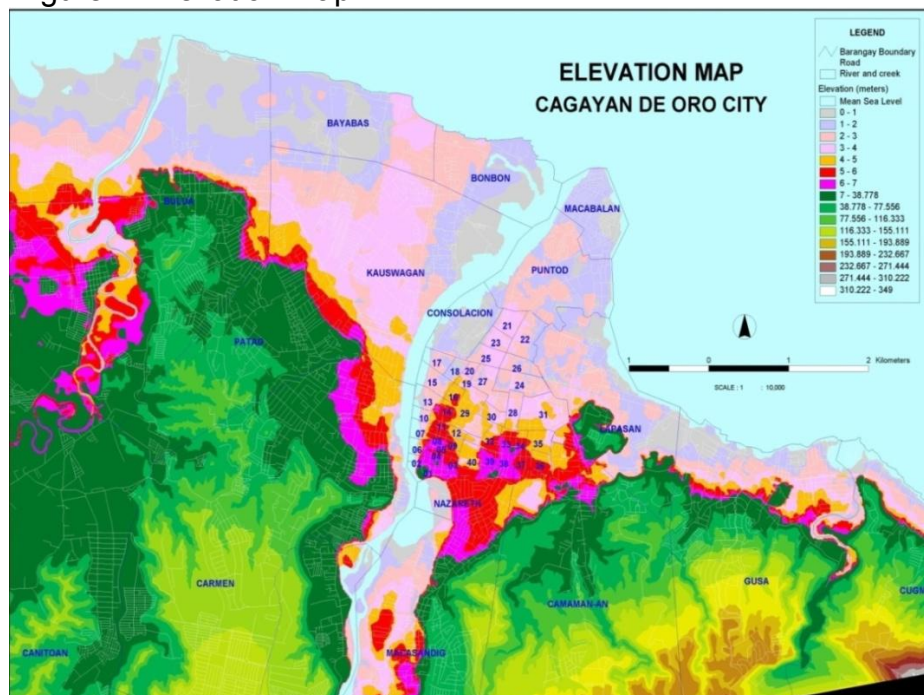 ELEVATION MAP
CAGAYAN DE ORO CITY
LEGEND
Barangay Boundary
Road
River and creek
Elevation (meters)
Mean Sea Level
0 - 1
1 - 2
2 - 3
3 - 4
4 - 5
5 - 6
6 - 7
7 - 38.778
38.778 - 77.556
77.556 - 116.333
116.333 - 155.111
155.111 - 193.889
193.889 - 232.667
232.667 - 271.444
271.444 - 310.222
310.222 - 349
1 0 1 2 Kilometers
SCALE : 1 : 10,000
BAYABAS
BONBON
BULUA
MACABALAN
KAUSWAGAN
PUNTOD
CONSOLACION
PATAG
21
22
23
17
25
18
20
26
15
19
27
24
13
10
29
30
28
31
07
12
35
06
40
LAPASAN
NAZARETH
CARMEN
CAMAMAN-AN
GUSA
CUGM
CANITOAN
MACASANDIG